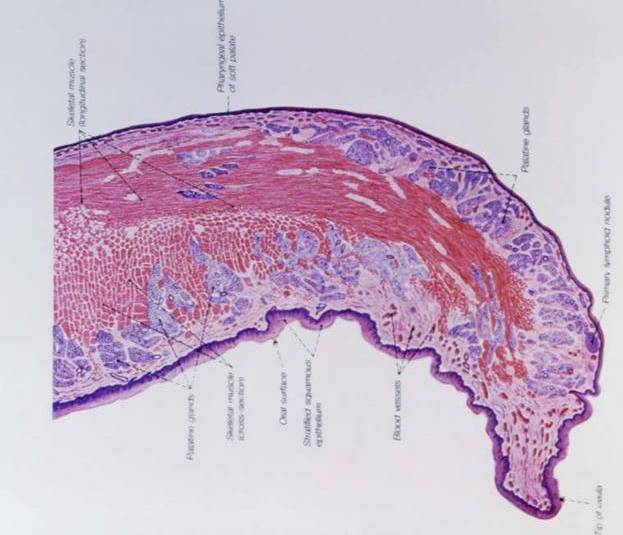 Skeletal muscle
(longitudinal section)
Pharyngeal epithelium
of soft palate
Palatine glands
Primary lymphoid nodule
Palatine glands
Skeletal muscle
(cross-section)
Oral surface
Stratified squamous
epithelium
Blood vessels
Tip of uvula